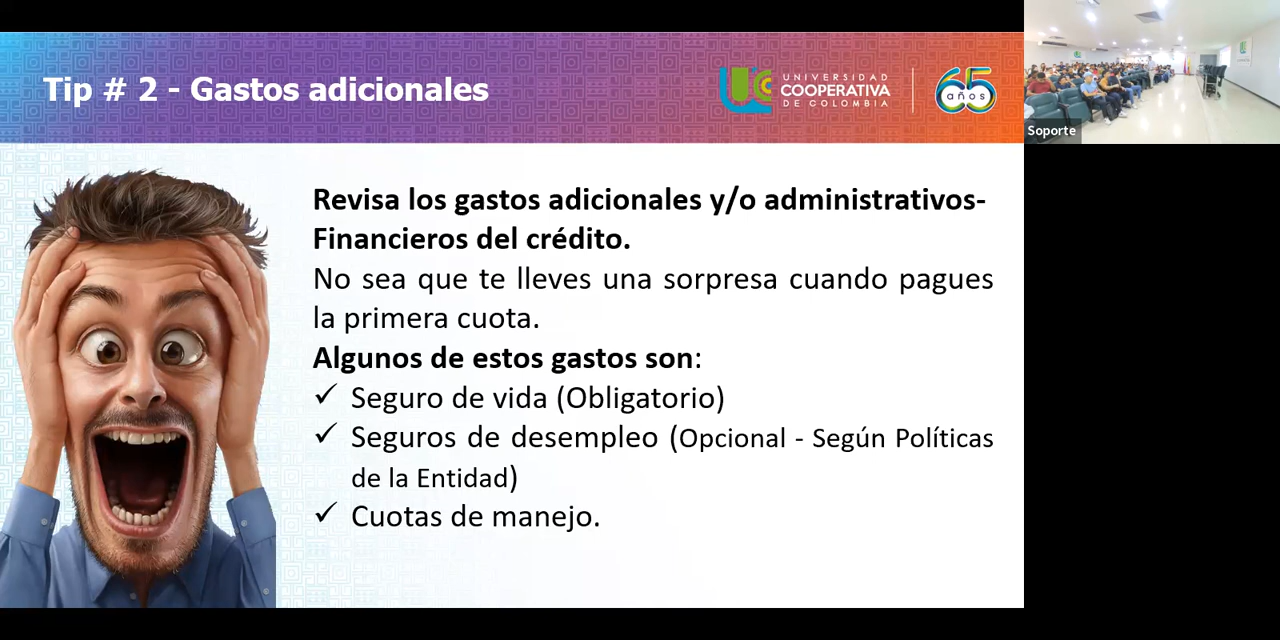 Tip # 2 - Gastos adicionales
UNIVERSIDAD
COOPERATIVA
DE COLOMBIA
65
años
Soporte
Revisa los gastos adicionales y/o administrativos-
Financieros del crédito.
No sea que te lleves una sorpresa cuando pagues
la primera cuota.
Algunos de estos gastos son:
✓ Seguro de vida (Obligatorio)
✓ Seguros de desempleo (Opcional - Según Políticas
de la Entidad)
✓ Cuotas de manejo.